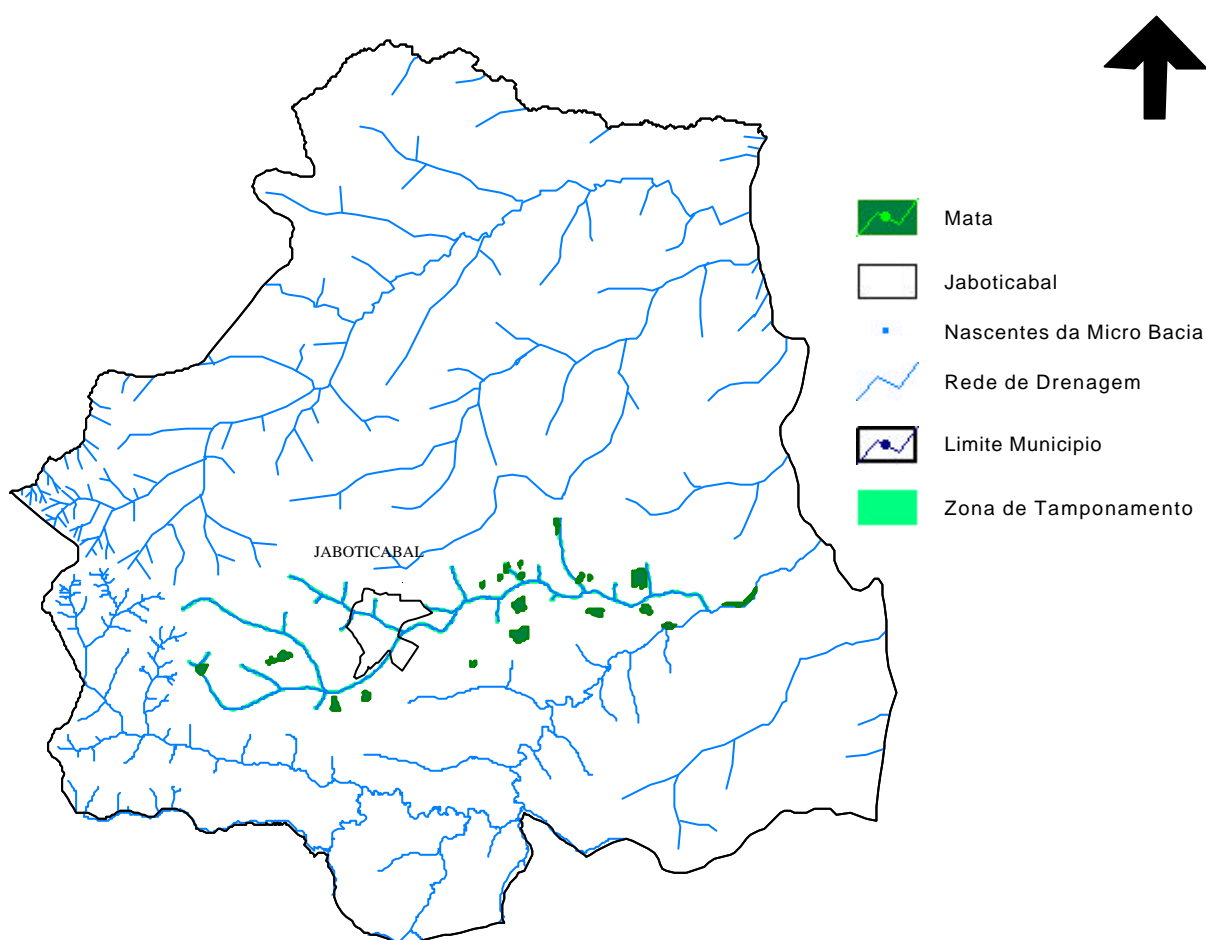 Mata
Jaboticabal
Nascentes da Micro Bacia
Rede de Drenagem
Limite Municipio
Zona de Tamponamento
JABOTICABAL